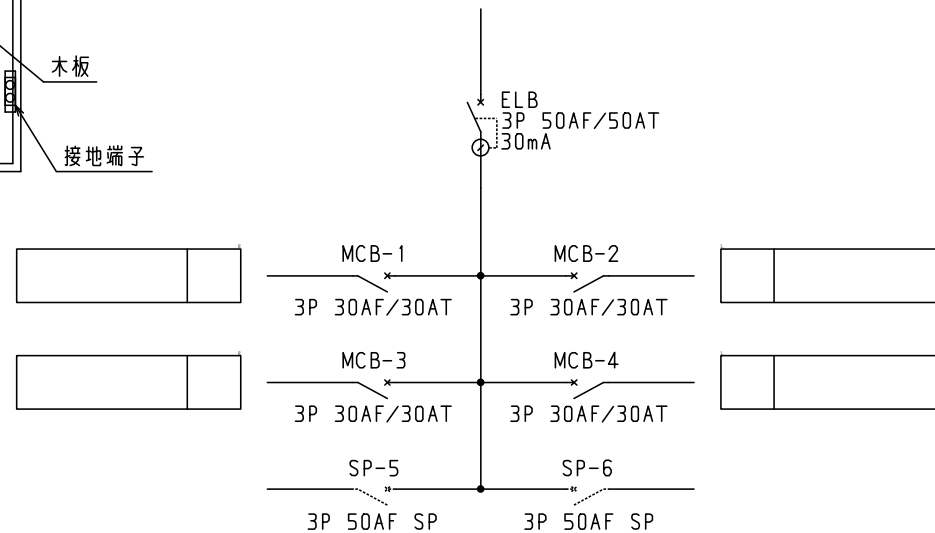 木板
接地端子
ELB
3P 50AF/50AT
30mA
MCB-1
3P 30AF/30AT
MCB-2
3P 30AF/30AT
MCB-3
3P 30AF/30AT
MCB-4
3P 30AF/30AT
SP-5
3P 50AF SP
SP-6
3P 50AF SP